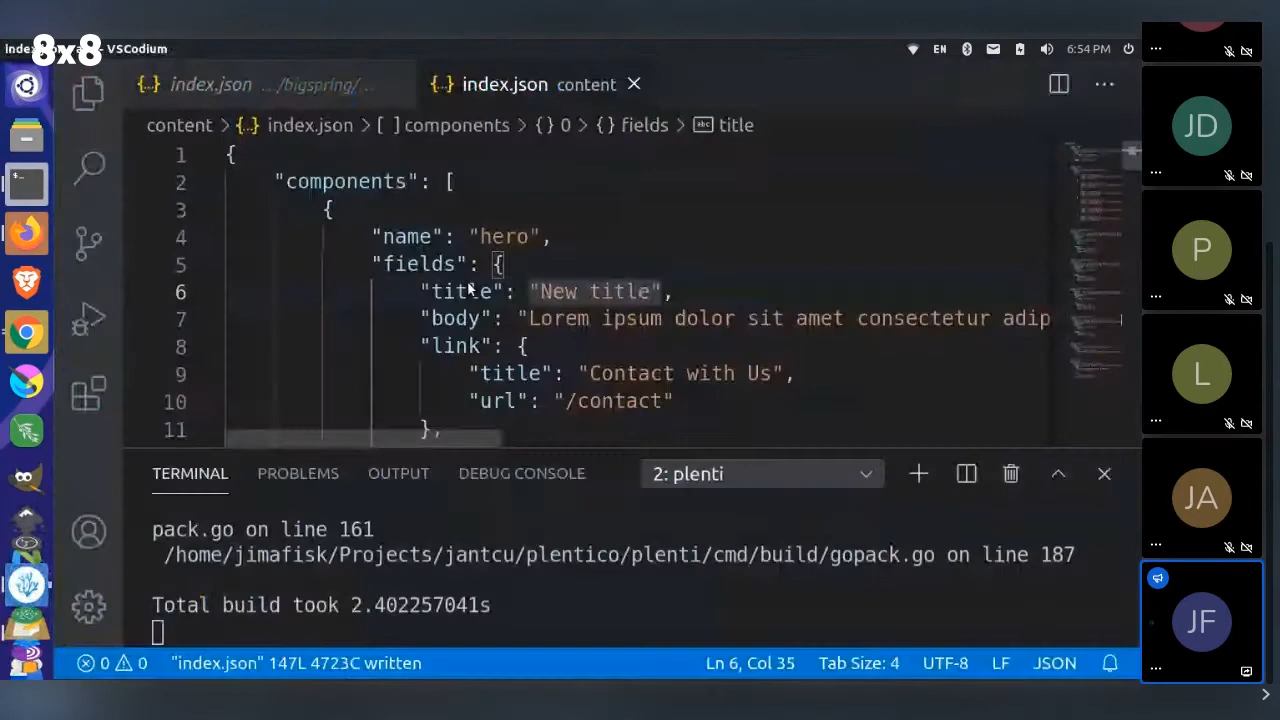 index.json - a - VSCodium
8x8
EN
6:54 PM
{..} index.json .../bigspring/...
{..} index.json content
content > {..} index.json > [ ] components > {} 0 > {} fields > abc title
1 {
2 "components": [
3 {
4 "name": "hero",
5 "fields": {
6 "title": "New title",
7 "body": "Lorem ipsum dolor sit amet consectetur adip
8 "link": {
9 "title": "Contact with Us",
10 "url": "/contact"
11 },
TERMINAL PROBLEMS OUTPUT DEBUG CONSOLE 2: plenti
pack.go on line 161
/home/jimafisk/Projects/jantcu/plentico/plenti/cmd/build/gopack.go on line 187
Total build took 2.402257041s
0 0 "index.json" 147L 4723C written Ln 6, Col 35 Tab Size: 4 UTF-8 LF JSON
JD
P
L
JA
JF